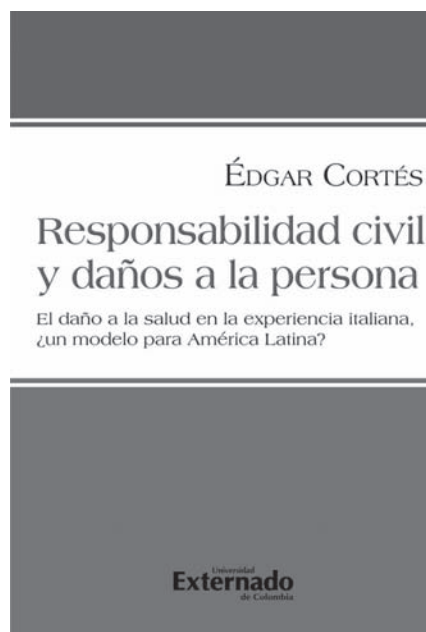 ÉDGAR CORTÉS
Responsabilidad civil
y daños a la persona
El daño a la salud en la experiencia italiana,
¿un modelo para América Latina?
Universidad
Externado
de Colombia